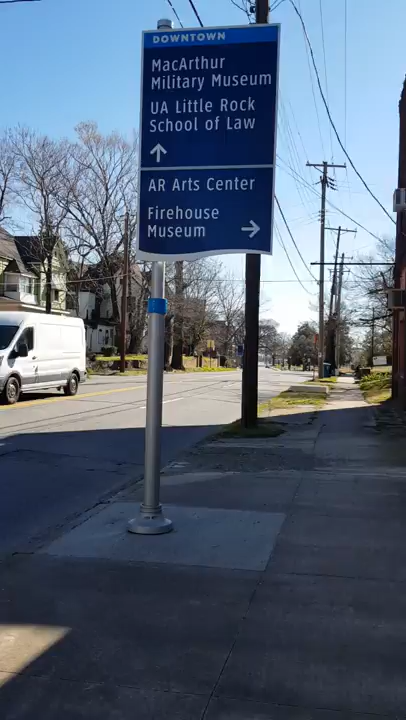 DOWNTOWN
MacArthur
Military Museum
UA Little Rock
School of Law
↑
AR Arts Center
Firehouse
Museum →